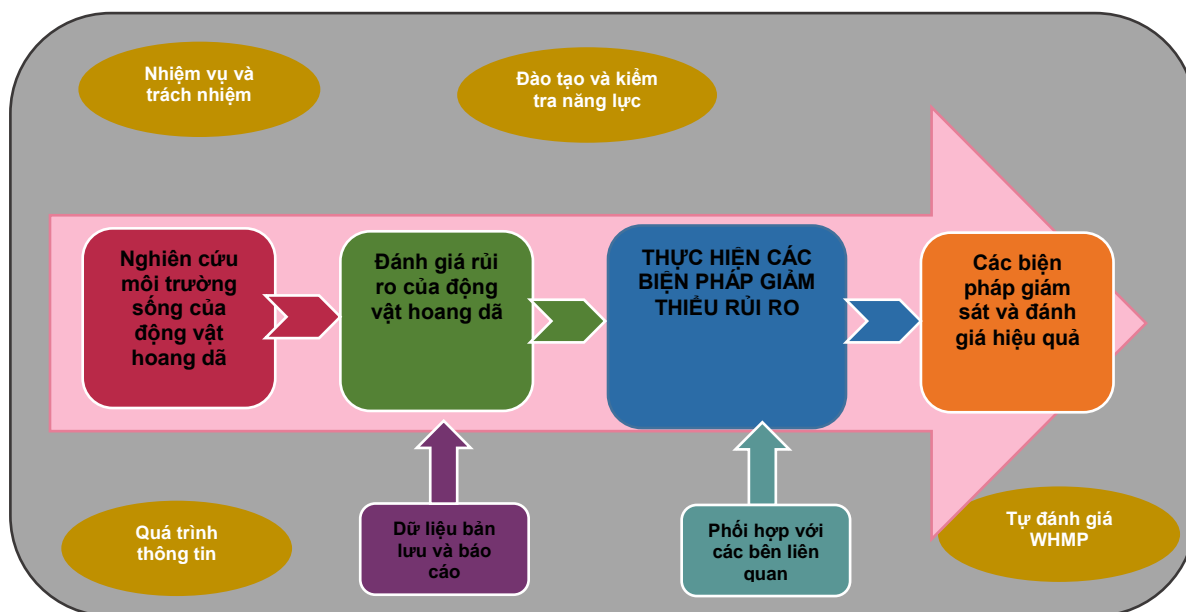 Nhiệm vụ và
trách nhiệm
Đào tạo và kiểm
tra năng lực
Nghiên cứu
môi trường
sống của
động vật
hoang dã
Đánh giá rủi
ro của động
vật hoang dã
THỰC HIỆN CÁC
BIỆN PHÁP GIẢM
THIỂU RỦI RO
Các biện
pháp giám
sát và đánh
giá hiệu quả
Quá trình
thông tin
Dữ liệu bản
lưu và báo
cáo
Phối hợp với
các bên liên
quan
Tự đánh giá
WHMP